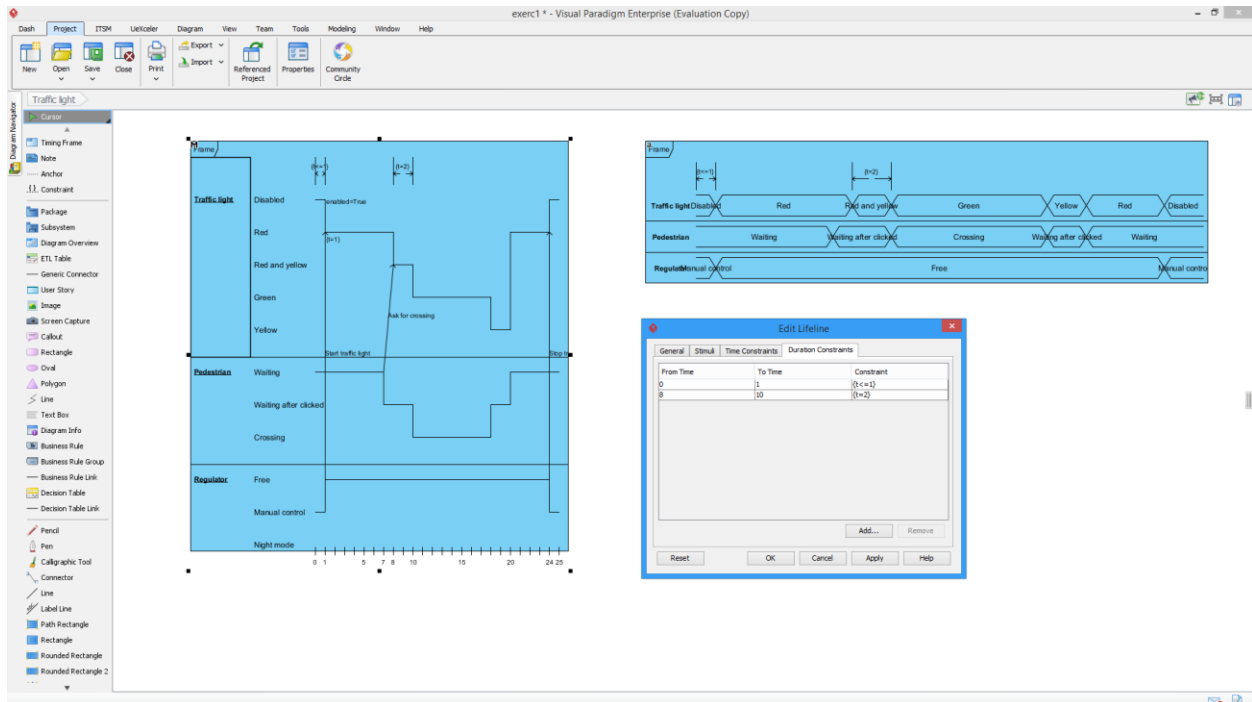 exerc1 * - Visual Paradigm Enterprise (Evaluation Copy)
Dash Project ITSM UeXceler Diagram View Team Tools Modeling Window Help
New Open Save Close Print Export Import Referenced Project Properties Community Circle
Diagram Navigator
Traffic light
Cursor
Timing Frame
Note
Anchor
Constraint
Package
Subsystem
Diagram Overview
ETL Table
Generic Connector
User Story
Image
Screen Capture
Callout
Rectangle
Oval
Polygon
Line
Text Box
Diagram Info
Business Rule
Business Rule Group
Business Rule Link
Decision Table
Decision Table Link
Pencil
Pen
Calligraphic Tool
Connector
Line
Label Line
Path Rectangle
Rectangle
Rounded Rectangle
Rounded Rectangle 2
Frame
{t<=1} {t=2}
Traffic light Disabled enabled=True
Red {t=1}
Red and yellow
Green
Ask for crossing
Yellow
Start traffic light Stop tr
Pedestrian Waiting
Waiting after clicked
Crossing
Regulator Free
Manual control
Night mode
0 1 5 7 8 10 15 20 24 25
Frame
{t<=1} {t=2}
Traffic light Disabled Red Red and yellow Green Yellow Red Disabled
Pedestrian Waiting Waiting after clicked Crossing Waiting after clicked Waiting
Regulator Manual control Free Manual contro
Edit Lifeline
General Stimuli Time Constraints Duration Constraints
From Time To Time Constraint
0 1 {t<=1}
8 10 {t=2}
Add... Remove
Reset OK Cancel Apply Help